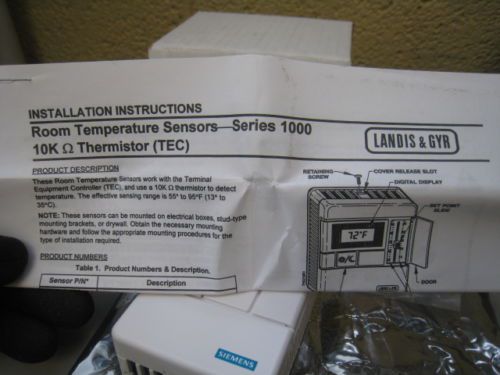 INSTALLATION INSTRUCTIONS
Room Temperature Sensors—Series 1000
10K Ω Thermistor (TEC)
LANDIS & GYR
PRODUCT DESCRIPTION
These Room Temperature Sensors work with the Terminal
Equipment Controller (TEC), and use a 10K Ω thermistor to detect
temperature. The effective sensing range is 55° to 95°F (13° to
35°C).
NOTE: These sensors can be mounted on electrical boxes, stud-type
mounting brackets, or drywall. Obtain the necessary mounting
hardware and follow the appropriate mounting procedures for the
type of installation required.
PRODUCT NUMBERS
Table 1. Product Numbers & Description.
Sensor P/N* Description
RETAINING
SCREW
COVER RELEASE SLOT
DIGITAL DISPLAY
SET POINT
SLIDE
72°F
DOOR
SIEMENS